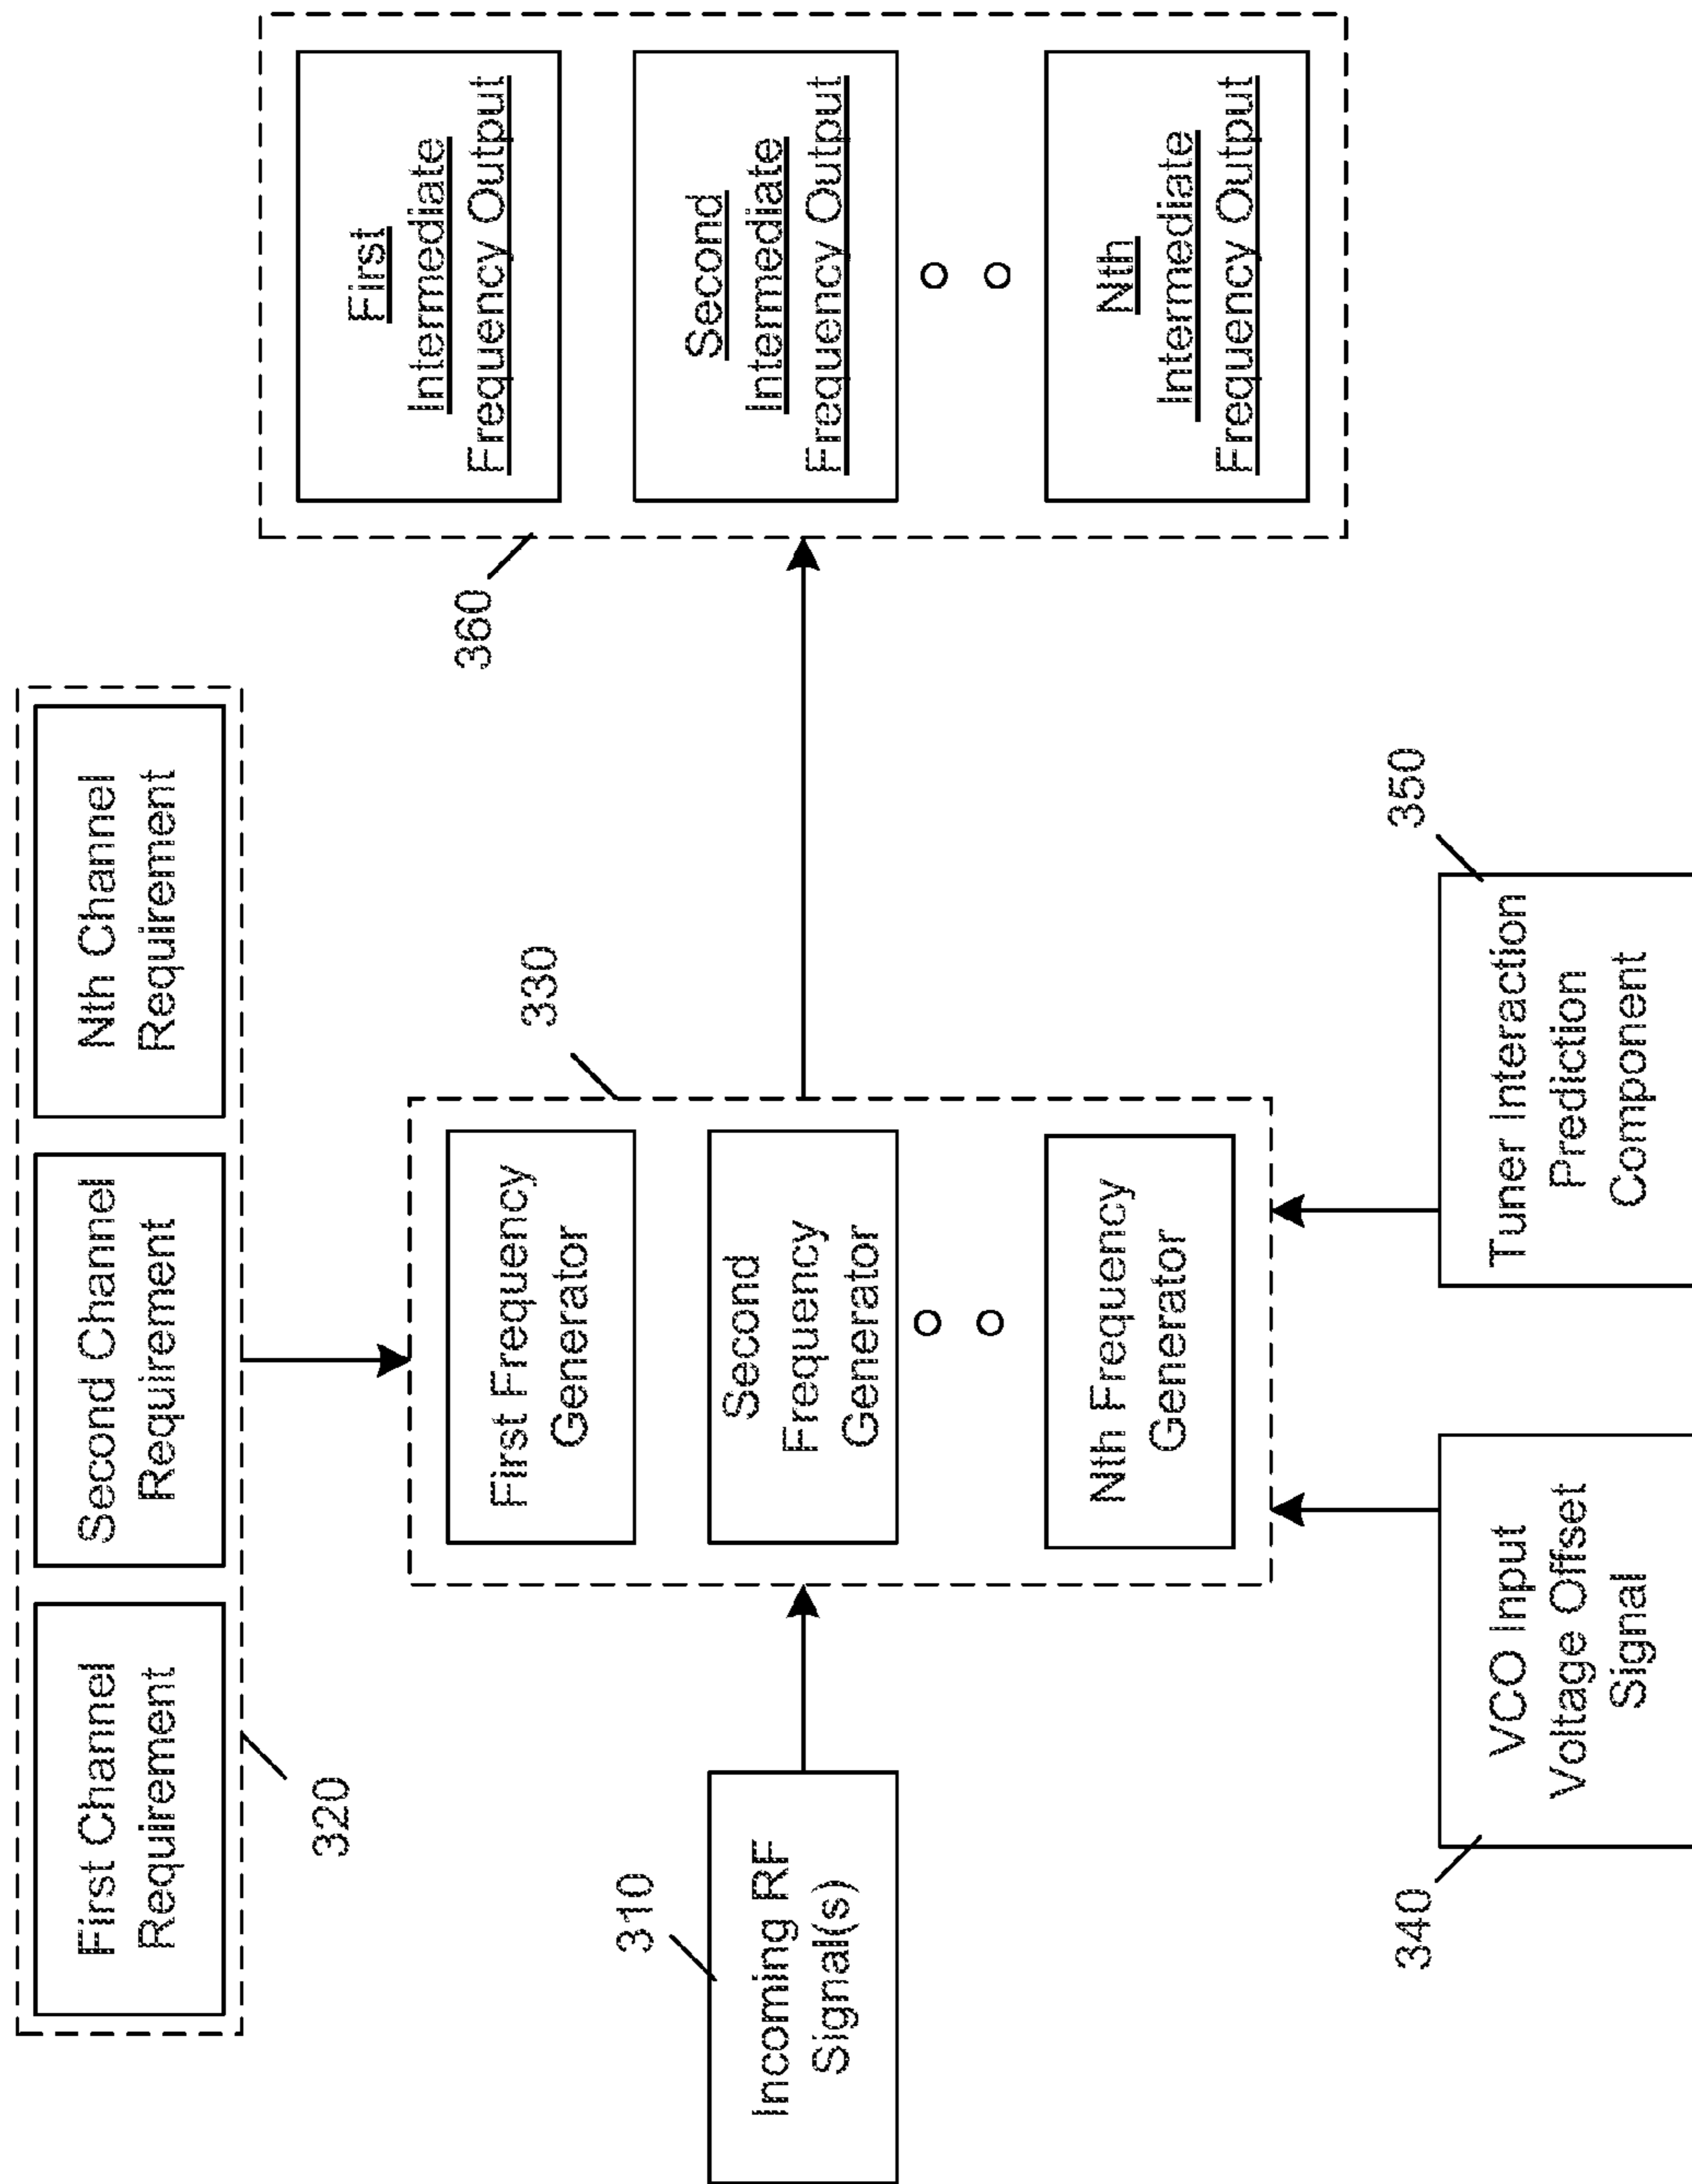 First Channel
Requirement
Second Channel
Requirement
Nth Channel
Requirement
320
310
Incoming RF
Signal(s)
330
First Frequency
Generator
Second
Frequency
Generator
Nth Frequency
Generator
340
VCO Input
Voltage Offset
Signal
350
Tuner Interaction
Prediction
Component
360
First
Intermediate
Frequency Output
Second
Intermediate
Frequency Output
Nth
Intermediate
Frequency Output